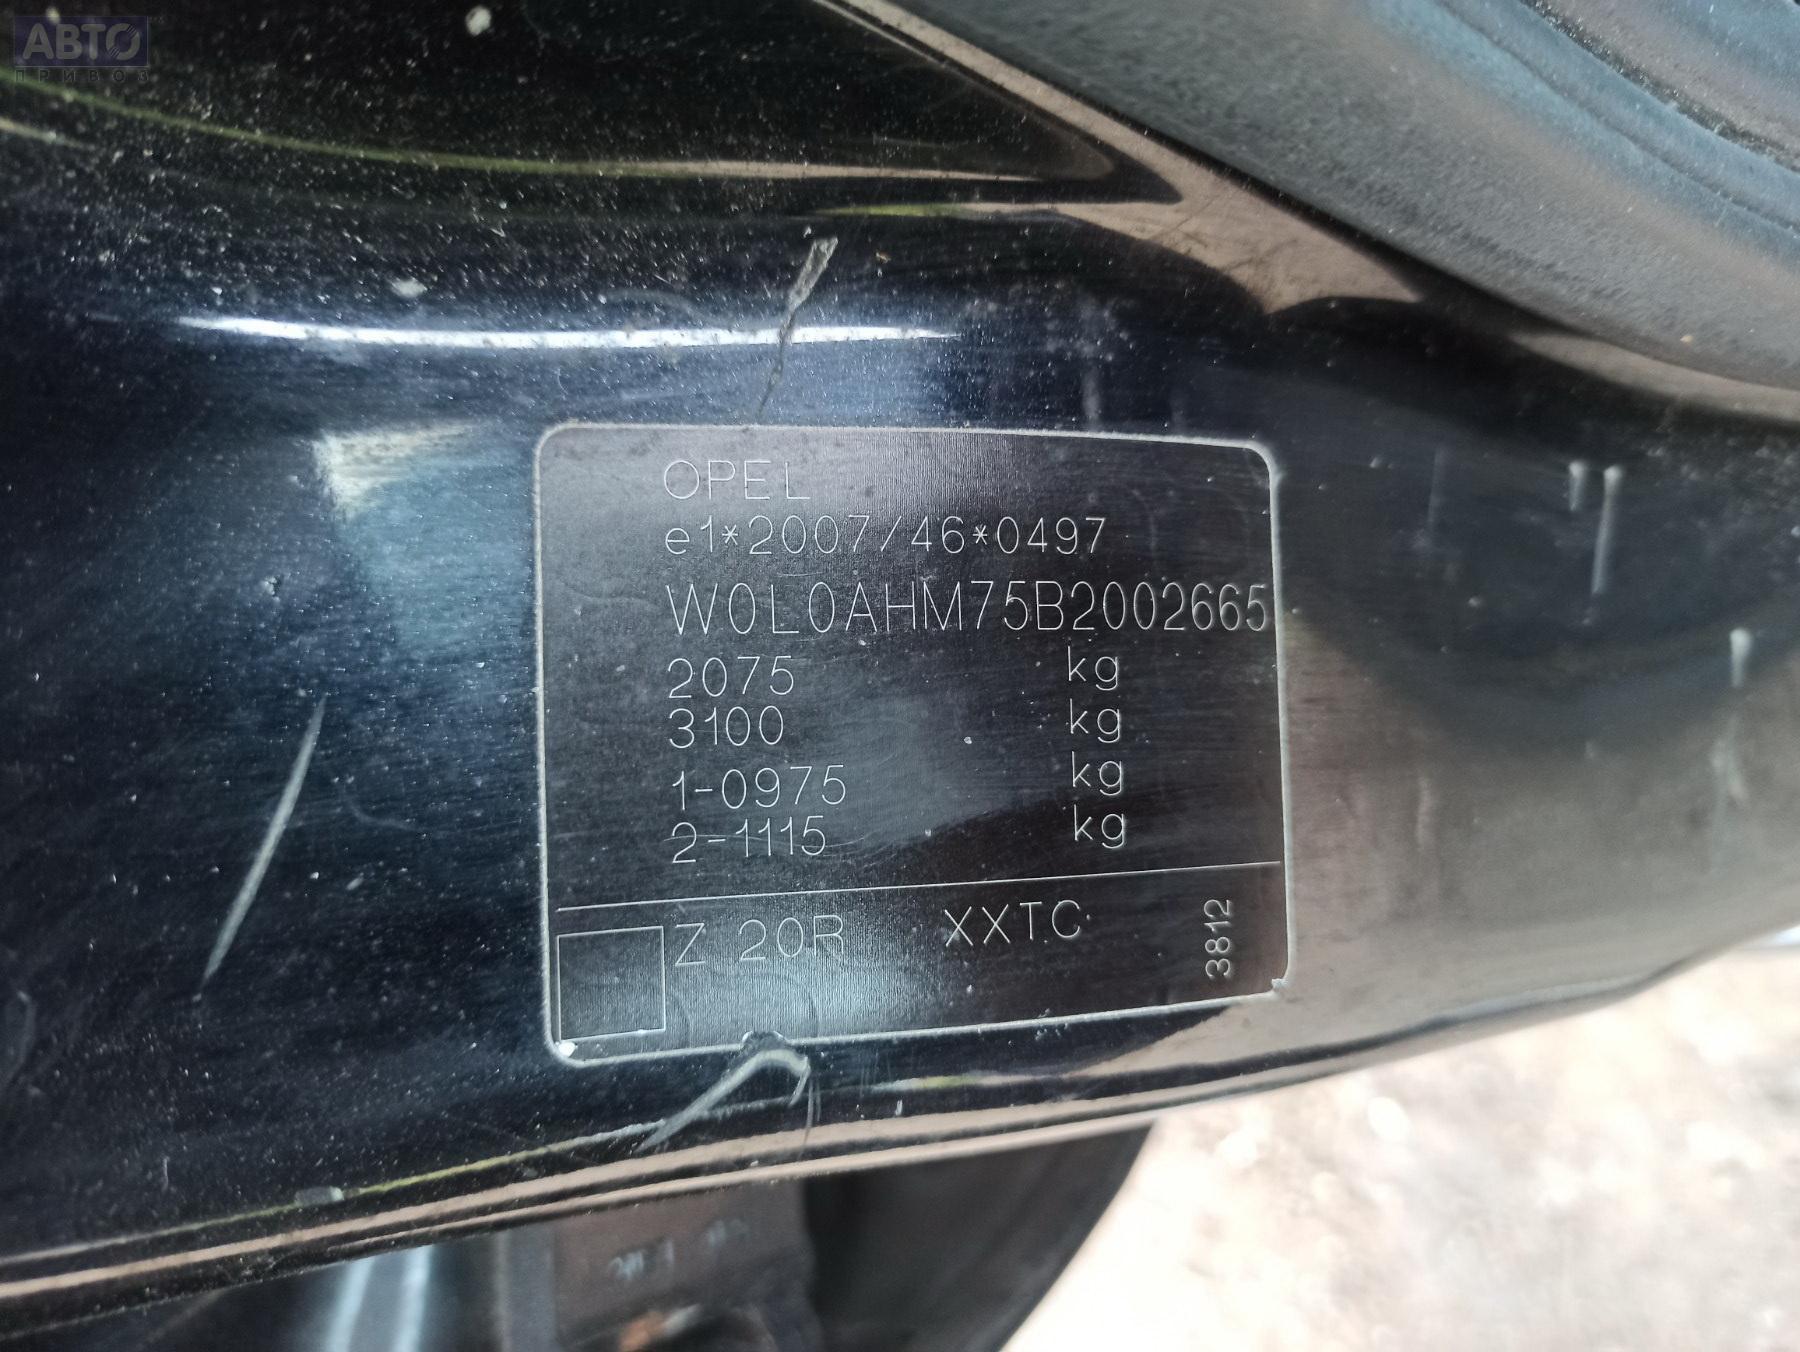 АВТО
ПРИВОЗ
OPEL
e1*2007/46*0497
W0L0AHM75B2002665
2075 kg
3100 kg
1-0975 kg
2-1115 kg
Z 20R XXTC
3812